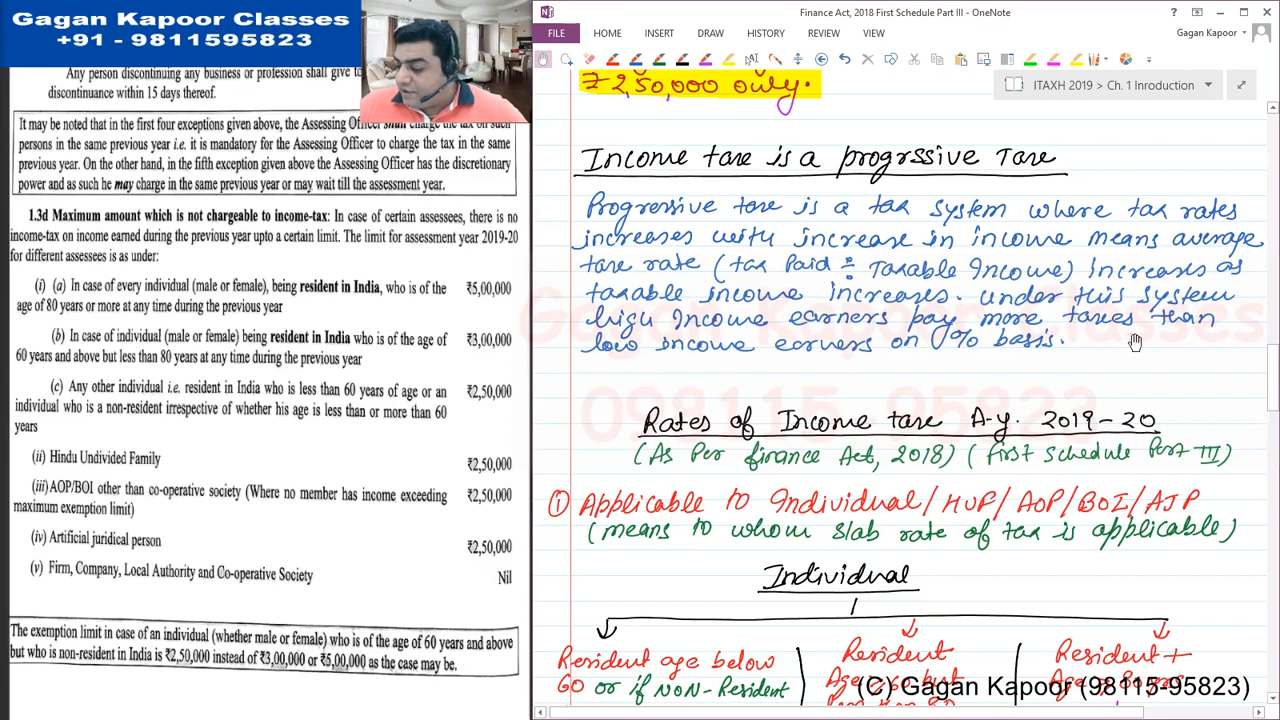 Gagan Kapoor Classes
+91 - 9811595823
Any person discontinuing any business or profession shall give to
discontinuance within 15 days thereof.
It may be noted that in the first four exceptions given above, the Assessing Officer shall charge the tax on such
persons in the same previous year i.e. it is mandatory for the Assessing Officer to charge the tax in the same
previous year. On the other hand, in the fifth exception given above the Assessing Officer has the discretionary
power and as such he may charge in the same previous year or may wait till the assessment year.
1.3d Maximum amount which is not chargeable to income-tax: In case of certain assessees, there is no
income-tax on income earned during the previous year upto a certain limit. The limit for assessment year 2019-20
for different assessees is as under:
(i) (a) In case of every individual (male or female), being resident in India, who is of the ₹5,00,000
age of 80 years or more at any time during the previous year
(b) In case of individual (male or female) being resident in India who is of the age of ₹3,00,000
60 years and above but less than 80 years at any time during the previous year
(c) Any other individual i.e. resident in India who is less than 60 years of age or an ₹2,50,000
individual who is a non-resident irrespective of whether his age is less than or more than 60
years
(ii) Hindu Undivided Family ₹2,50,000
(iii) AOP/BOI other than co-operative society (Where no member has income exceeding ₹2,50,000
maximum exemption limit)
(iv) Artificial juridical person ₹2,50,000
(v) Firm, Company, Local Authority and Co-operative Society Nil
The exemption limit in case of an individual (whether male or female) who is of the age of 60 years and above
but who is non-resident in India is ₹2,50,000 instead of ₹3,00,000 or ₹5,00,000 as the case may be.
Finance Act, 2018 First Schedule Part III - OneNote
Gagan Kapoor
FILE HOME INSERT DRAW HISTORY REVIEW VIEW
ITAXH 2019 > Ch. 1 Inroduction
₹2,50,000 only.
Income tax is a progrssive Tax
Progressive tax is a tax system where tax rates
increases with increase in income means average
tax rate (tax Paid ÷ Taxable Income) increases as
taxable income increases. under this system
high Income earners pay more taxes than
low income earners on % basis.
Rates of Income tax A.y. 2019-20
(As Per finance Act, 2018) (first Schedule Part III)
① Applicable to Individual/HUF/AOP/BOI/AJP
(means to whom slab rate of tax is applicable)
Individual
Resident age below
60 or if NON-Resident
Resident
Resident +
(C) Gagan Kapoor (98115-95823)